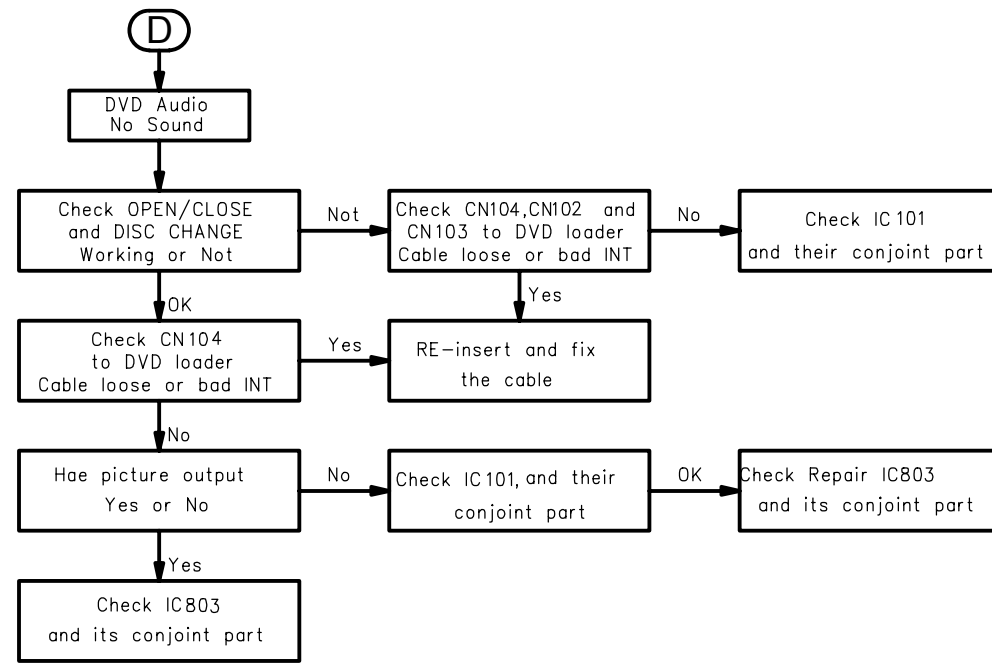 D
DVD Audio
No Sound
Check OPEN/CLOSE
and DISC CHANGE
Working or Not
Not
Check CN104,CN102 and
CN103 to DVD loader
Cable loose or bad INT
No
Check IC101
and their conjoint part
OK
Yes
Check CN104
to DVD loader
Cable loose or bad INT
Yes
RE-insert and fix
the cable
No
Hae picture output
Yes or No
No
Check IC101, and their
conjoint part
OK
Check Repair IC803
and its conjoint part
Yes
Check IC803
and its conjoint part